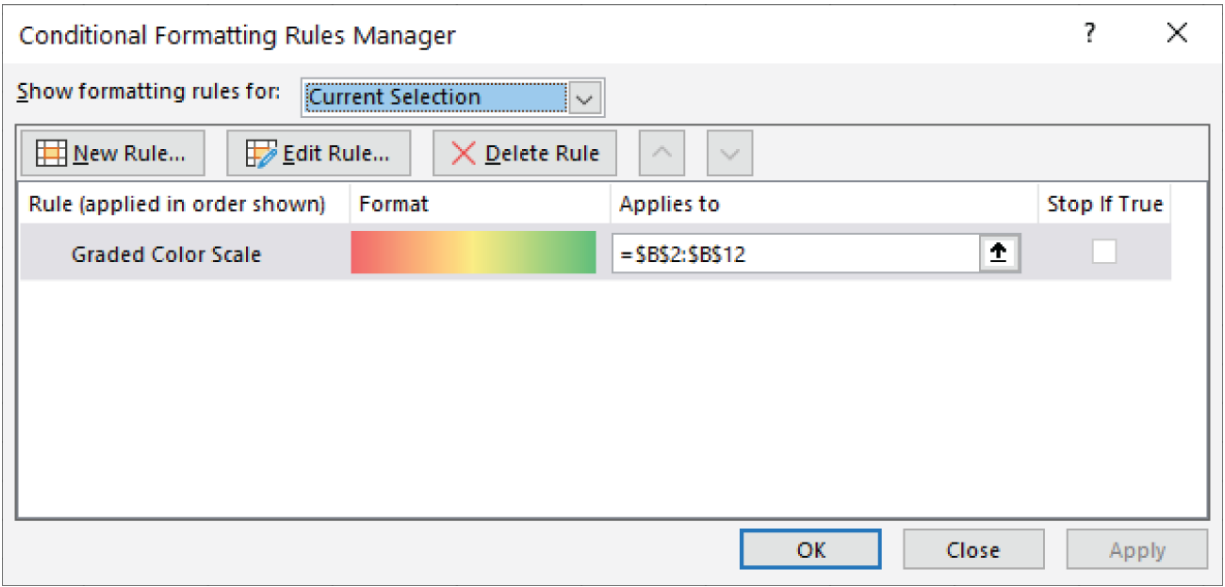 Conditional Formatting Rules Manager ? ×
Show formatting rules for: Current Selection
New Rule... Edit Rule... Delete Rule
Rule (applied in order shown) Format Applies to Stop If True
Graded Color Scale =$B$2:$B$12
OK Close Apply